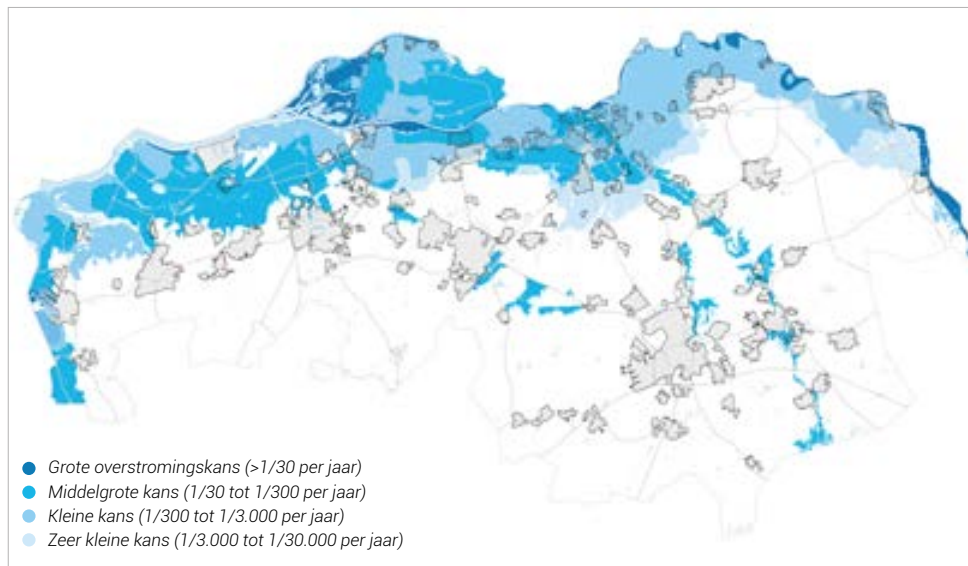 Grote overstromingskans (>1/30 per jaar)
Middelgrote kans (1/30 tot 1/300 per jaar)
Kleine kans (1/300 tot 1/3.000 per jaar)
Zeer kleine kans (1/3.000 tot 1/30.000 per jaar)